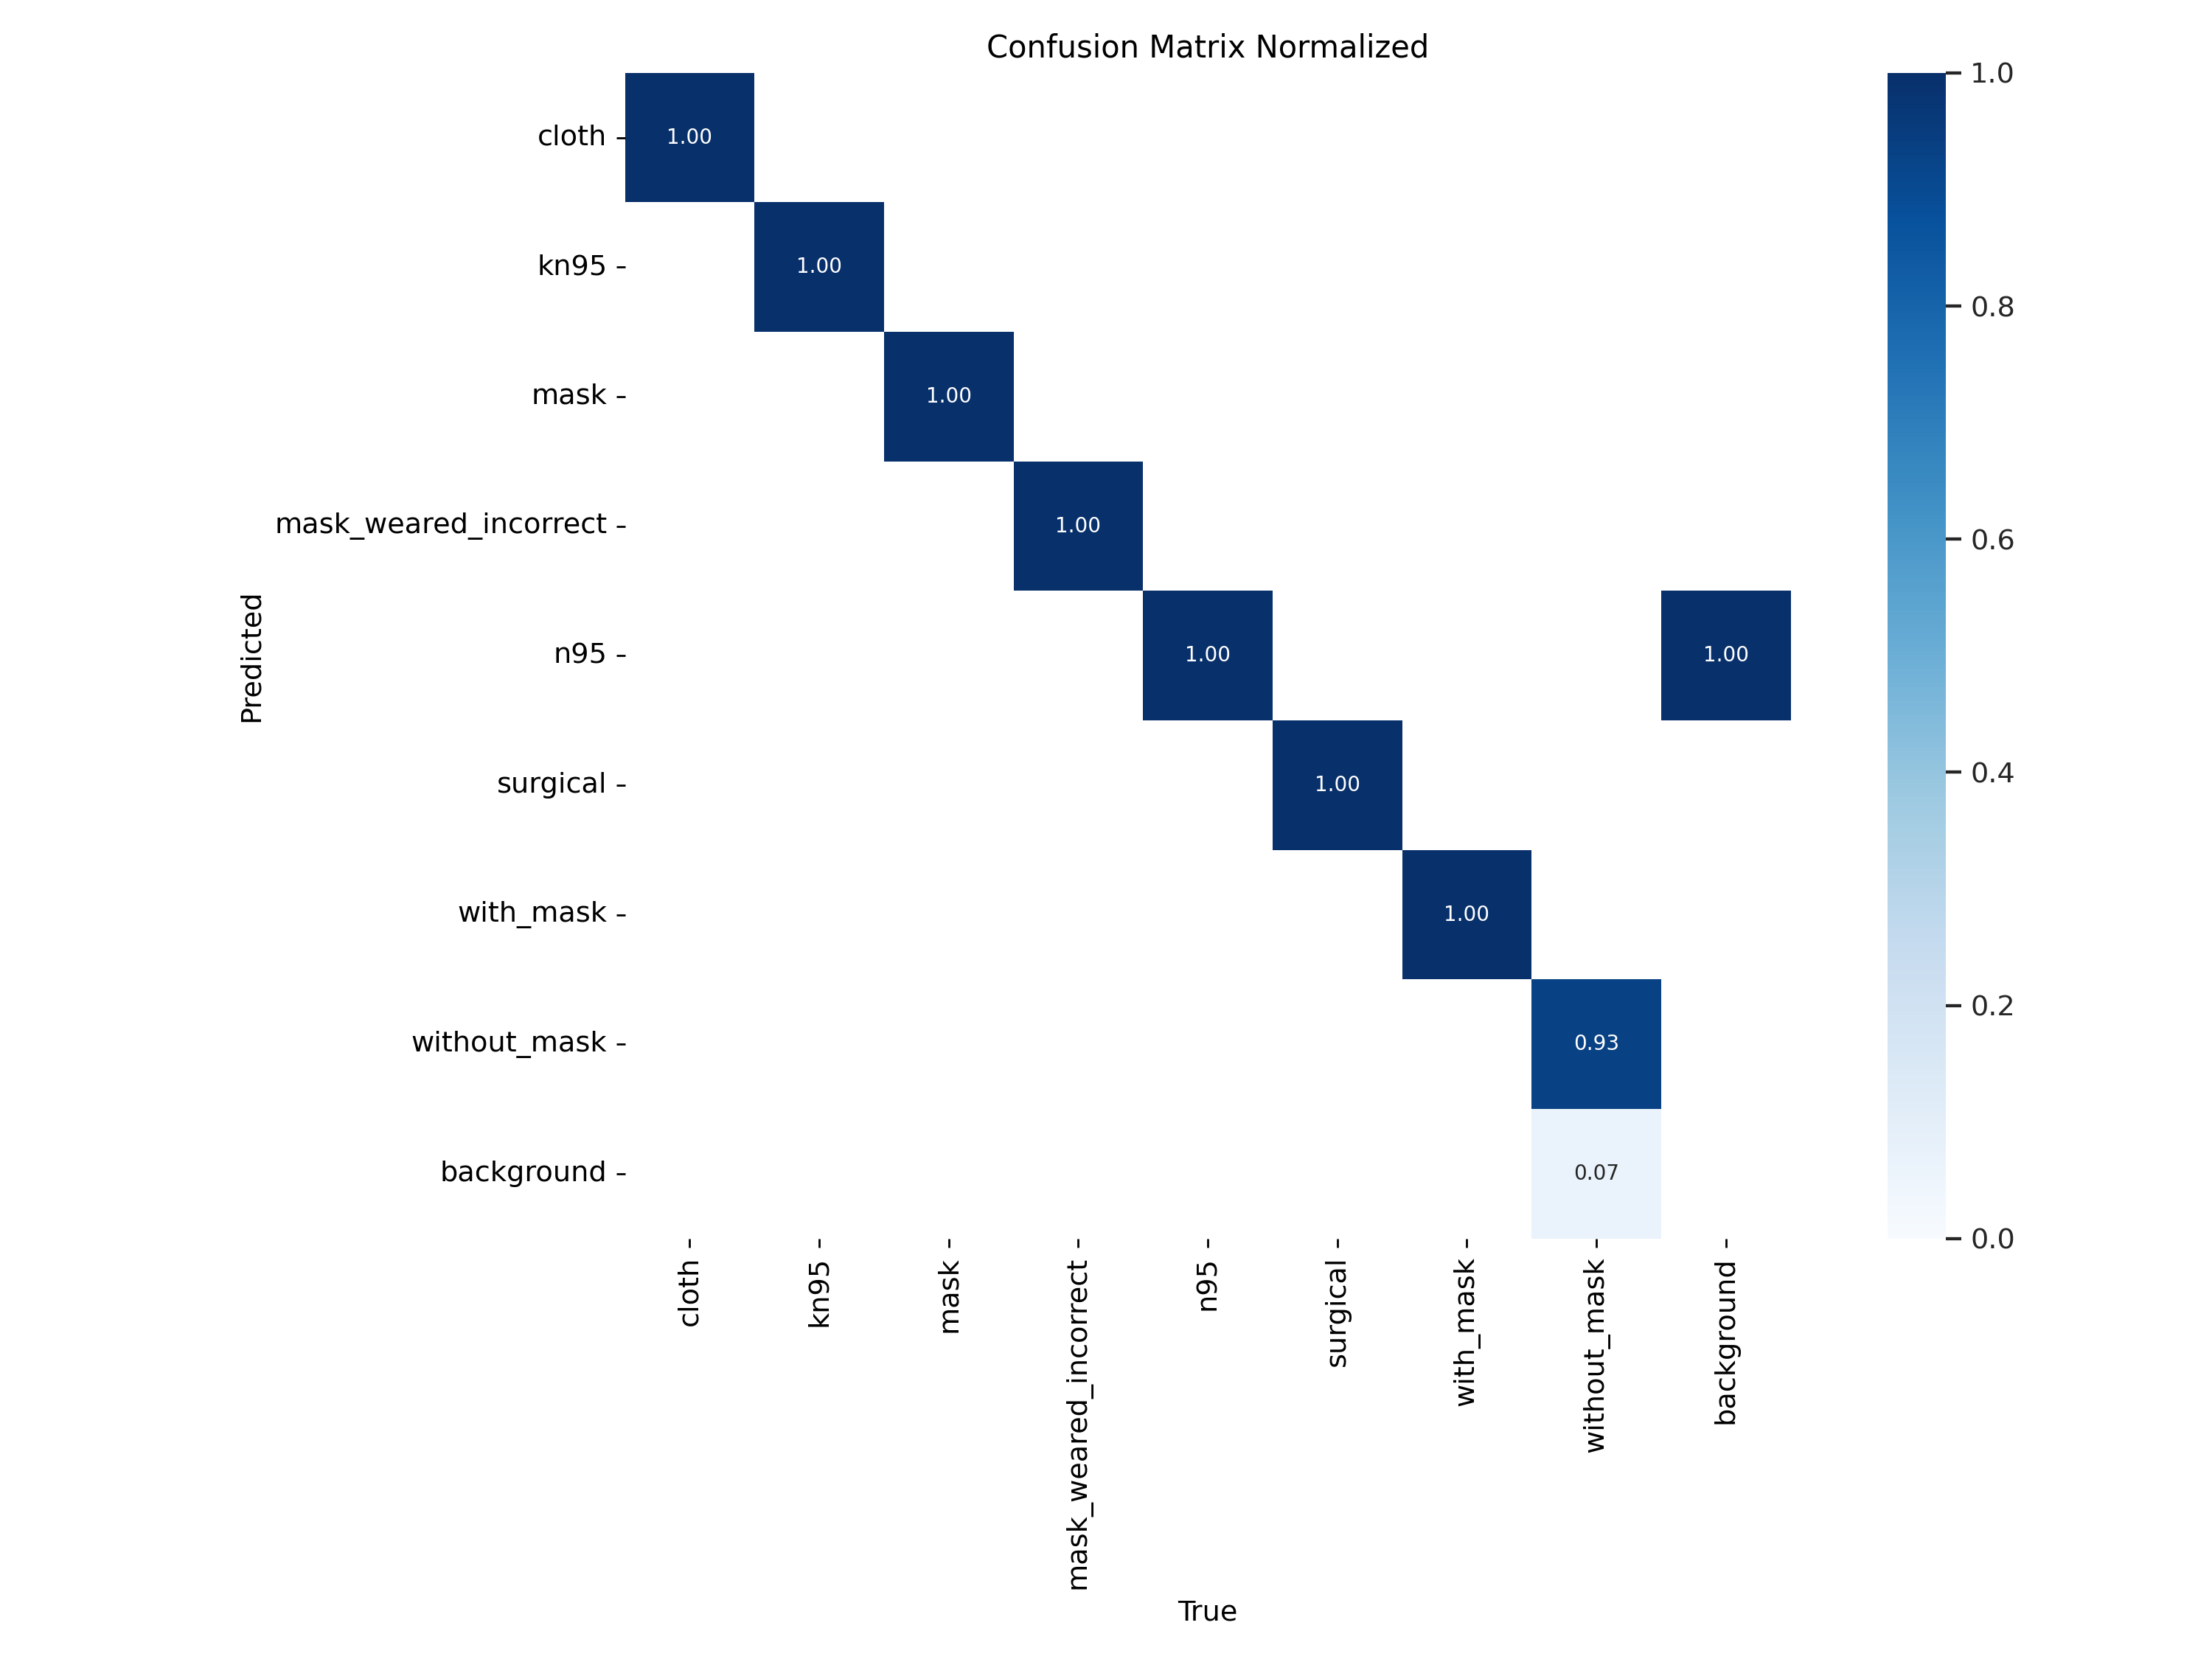 Confusion Matrix Normalized
cloth
1.00
1.0
kn95
1.00
0.8
mask
1.00
mask_weared_incorrect
1.00
0.6
Predicted
n95
1.00
1.00
surgical
1.00
0.4
with_mask
1.00
0.2
without_mask
0.93
background
0.07
0.0
cloth
kn95
mask
mask_weared_incorrect
n95
surgical
with_mask
without_mask
background
True